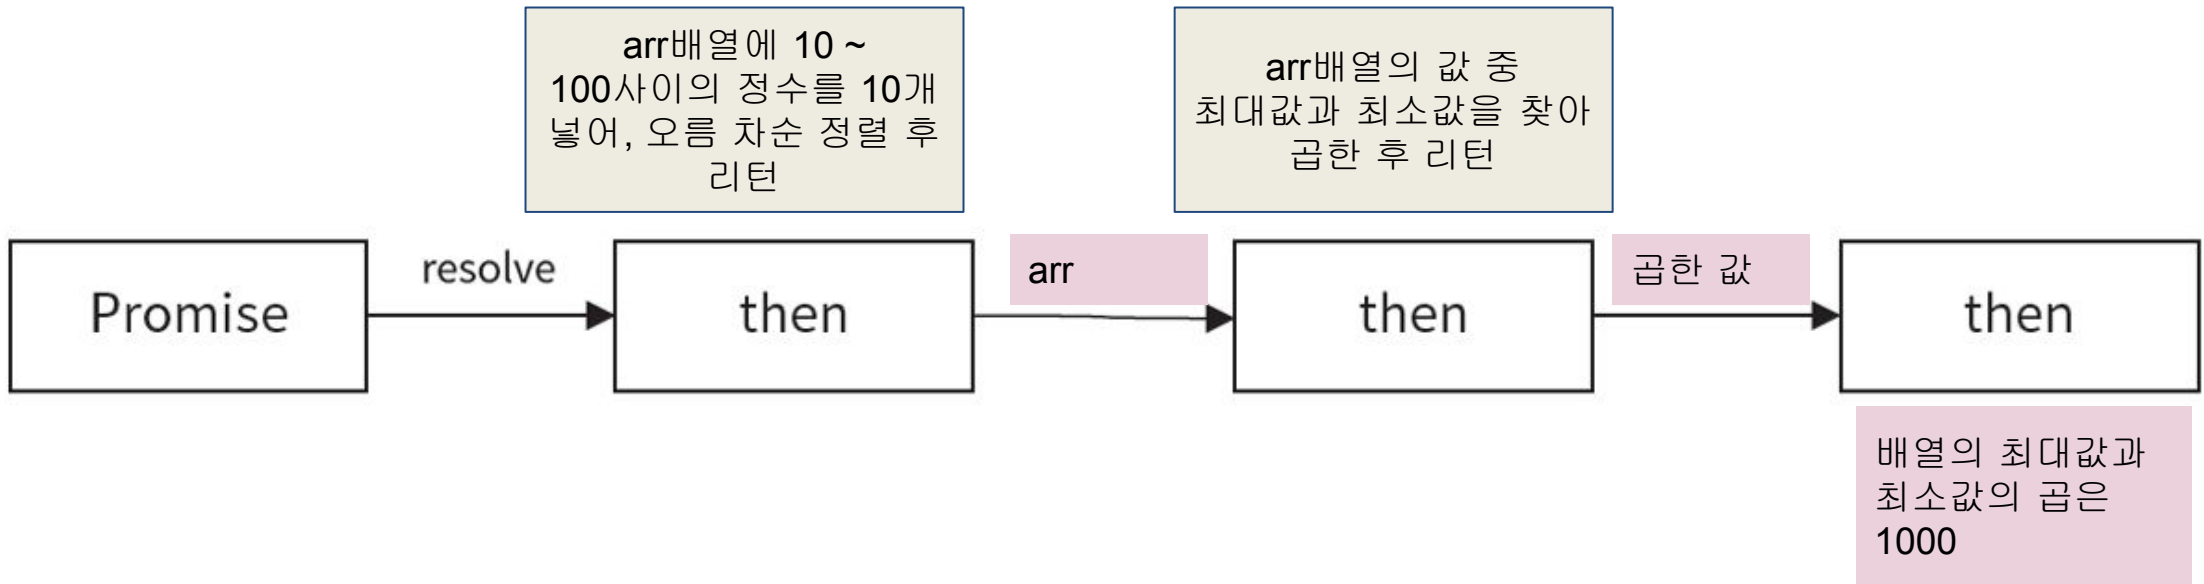 arr배열에 10 ~
100사이의 정수를 10개
넣어, 오름 차순 정렬 후
리턴
arr배열의 값 중
최대값과 최소값을 찾아
곱한 후 리턴
Promise
resolve
then
arr
then
곱한 값
then
배열의 최대값과
최소값의 곱은
1000